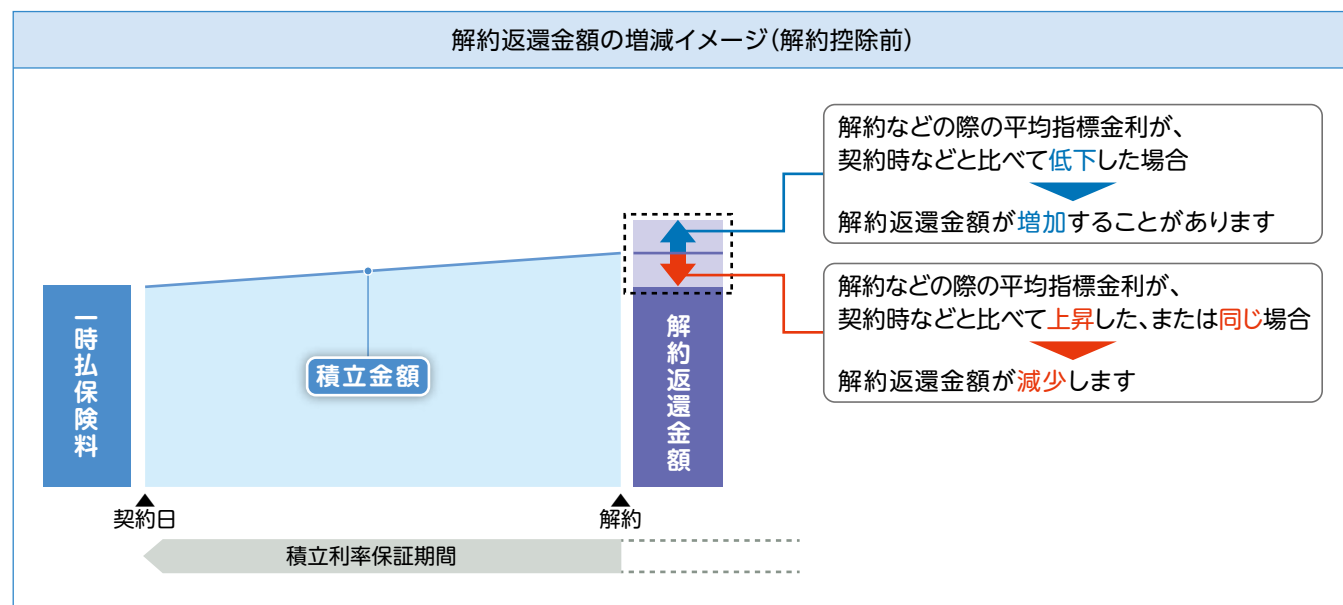 解約返還金額の増減イメージ(解約控除前)
解約などの際の平均指標金利が、
契約時などと比べて低下した場合
解約返還金額が増加することがあります
解約などの際の平均指標金利が、
契約時などと比べて上昇した、または同じ場合
解約返還金額が減少します
一時払保険料
積立金額
解約返還金額
契約日
解約
積立利率保証期間